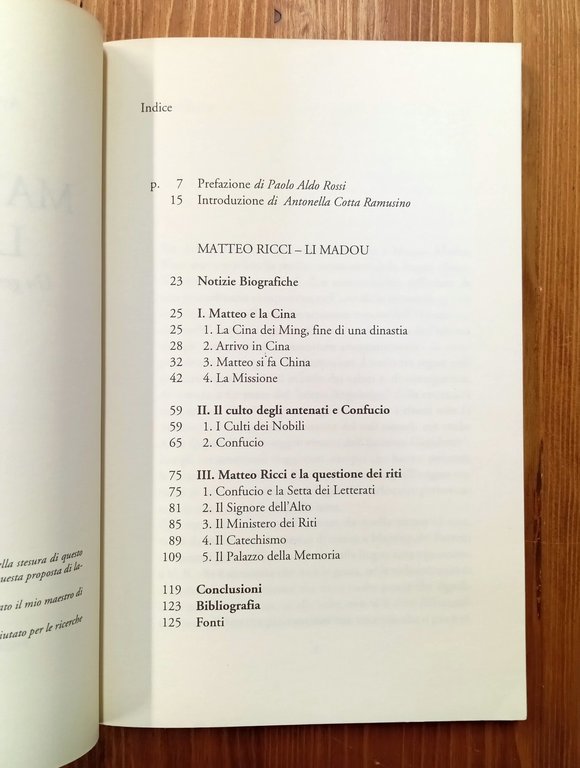 Indice
p. 7 Prefazione di Paolo Aldo Rossi
15 Introduzione di Antonella Cotta Ramusino
MATTEO RICCI – LI MADOU
23 Notizie Biografiche
25 I. Matteo e la Cina
25 1. La Cina dei Ming, fine di una dinastia
28 2. Arrivo in Cina
32 3. Matteo si fa China
42 4. La Missione
59 II. Il culto degli antenati e Confucio
59 1. I Culti dei Nobili
65 2. Confucio
75 III. Matteo Ricci e la questione dei riti
75 1. Confucio e la Setta dei Letterati
81 2. Il Signore dell'Alto
85 3. Il Ministero dei Riti
89 4. Il Catechismo
109 5. Il Palazzo della Memoria
119 Conclusioni
123 Bibliografia
125 Fonti
ella stesura di questo
uesta proposta di la-
ato il mio maestro di
iutato per le ricerche